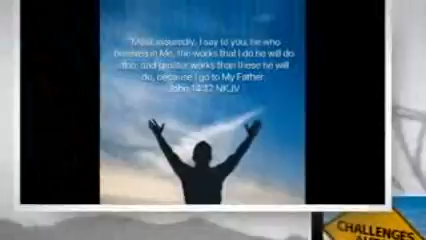 "Most assuredly, I say to you, he who
believes in Me, the works that I do he will do
also; and greater works than these he will
do, because I go to My Father.
John 14:12 NKJV
CHALLENGES